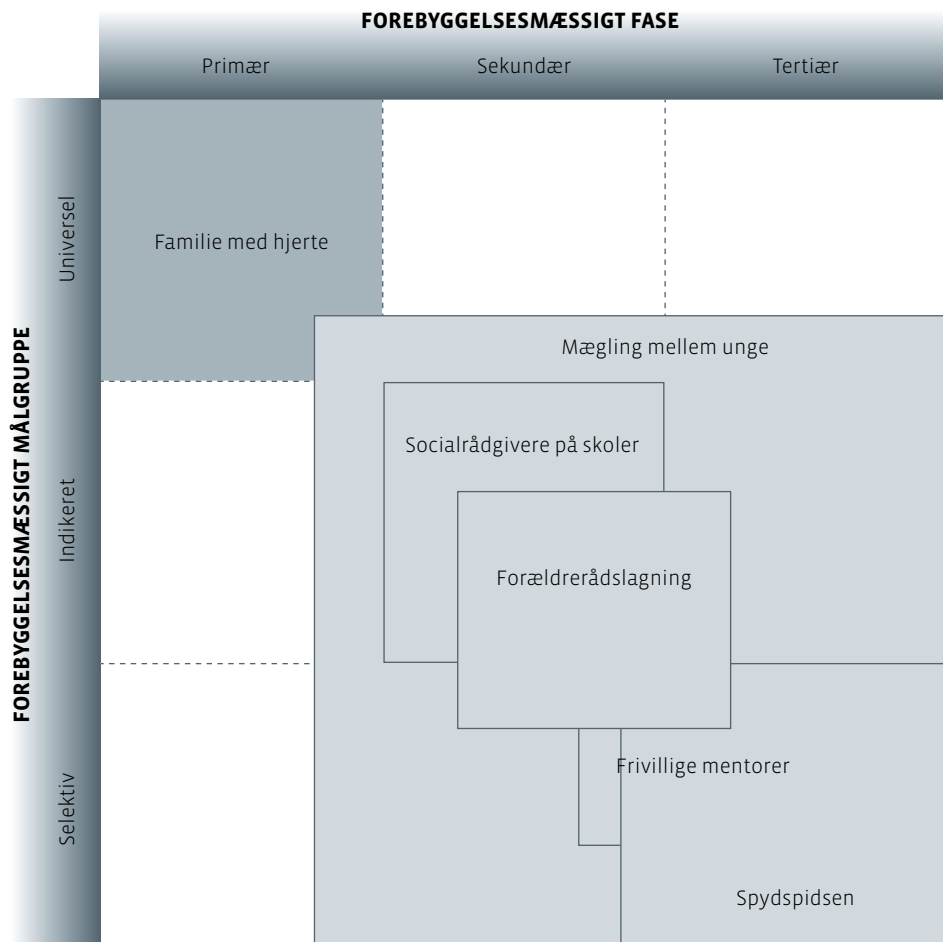 FOREBYGGELSESMÆSSIGT FASE
Primær
Sekundær
Tertiær
FOREBYGGELSESMÆSSIGT MÅLGRUPPE
Universel
Indikeret
Selektiv
Familie med hjerte
Mægling mellem unge
Socialrådgivere på skoler
Forældrerådslagning
Frivillige mentorer
Spydspidsen